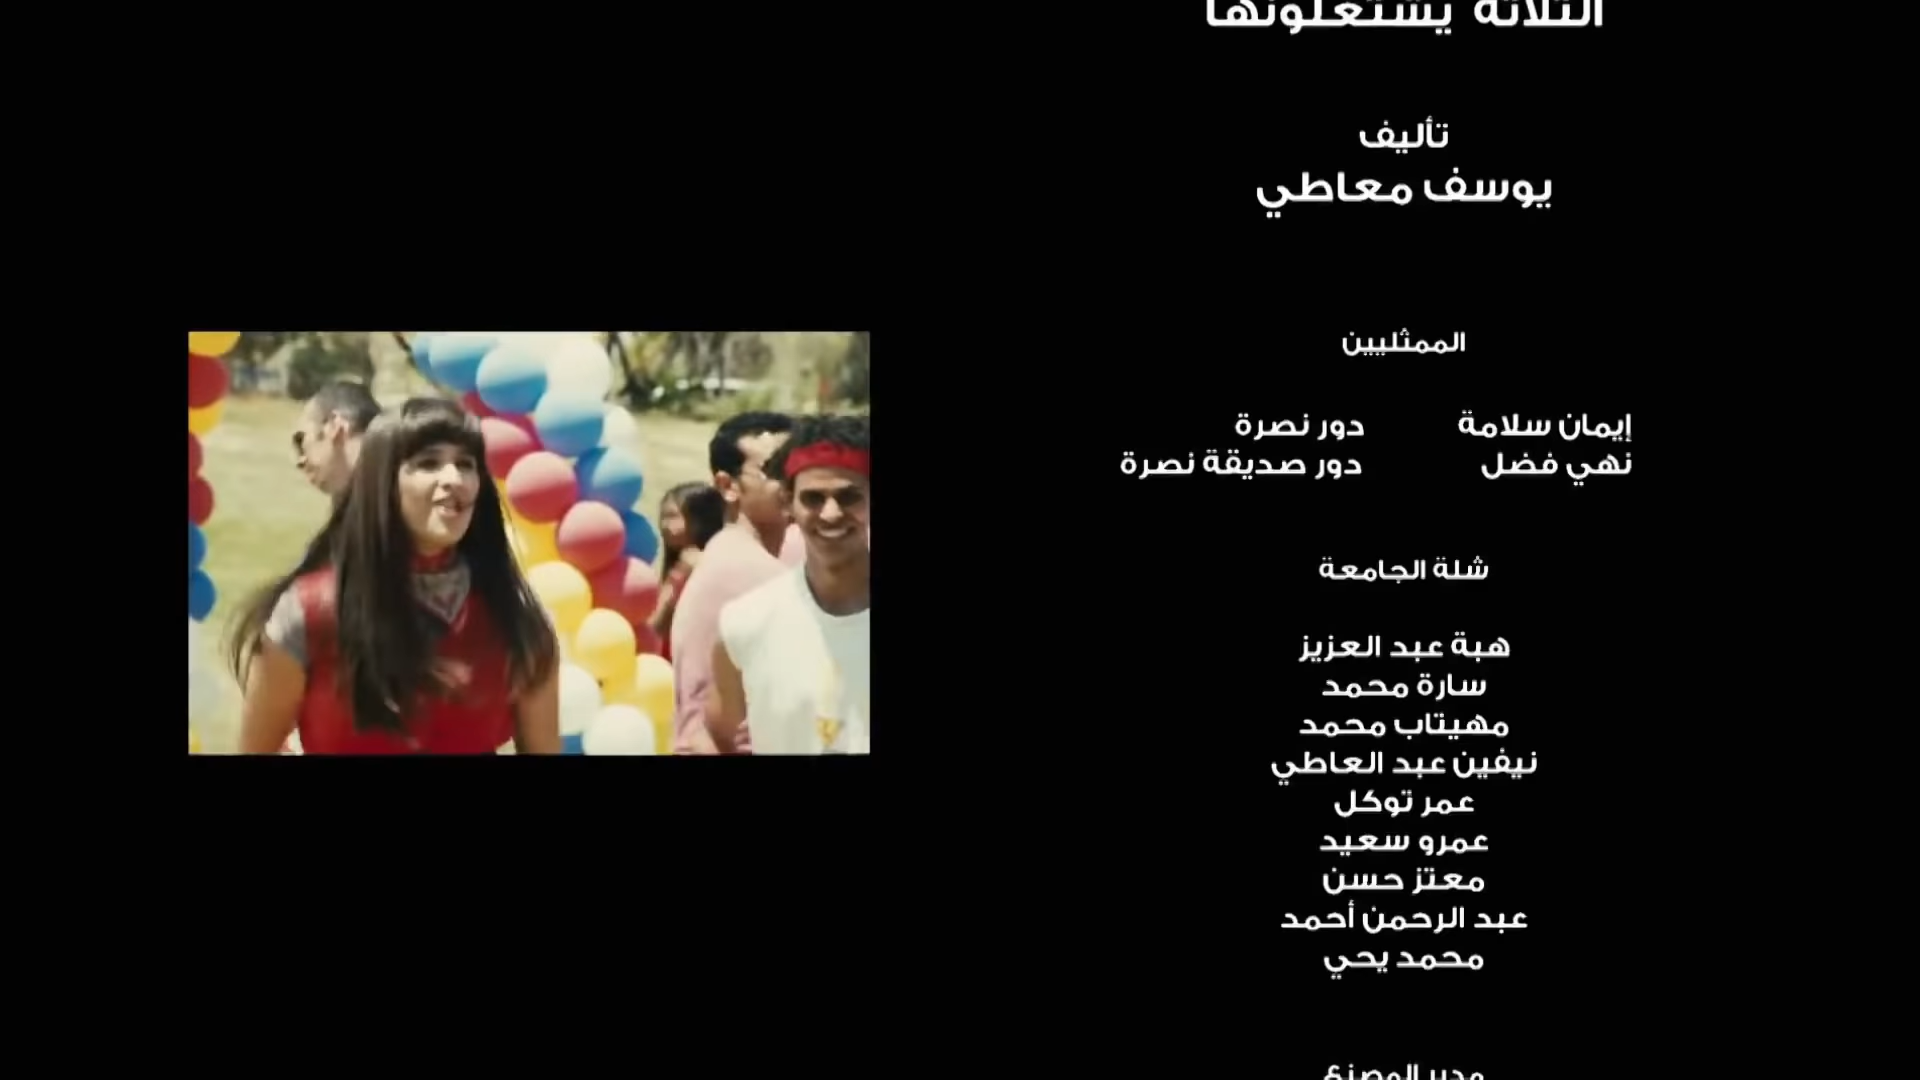 الثلاثة يشتغلونها
تأليف
يوسف معاطي
الممثليين
إيمان سلامة دور نصرة
نهي فضل دور صديقة نصرة
شلة الجامعة
هبة عبد العزيز
سارة محمد
مهيتاب محمد
نيفين عبد العاطي
عمر توكل
عمرو سعيد
معتز حسن
عبد الرحمن أحمد
محمد يحي
مدير المصنع